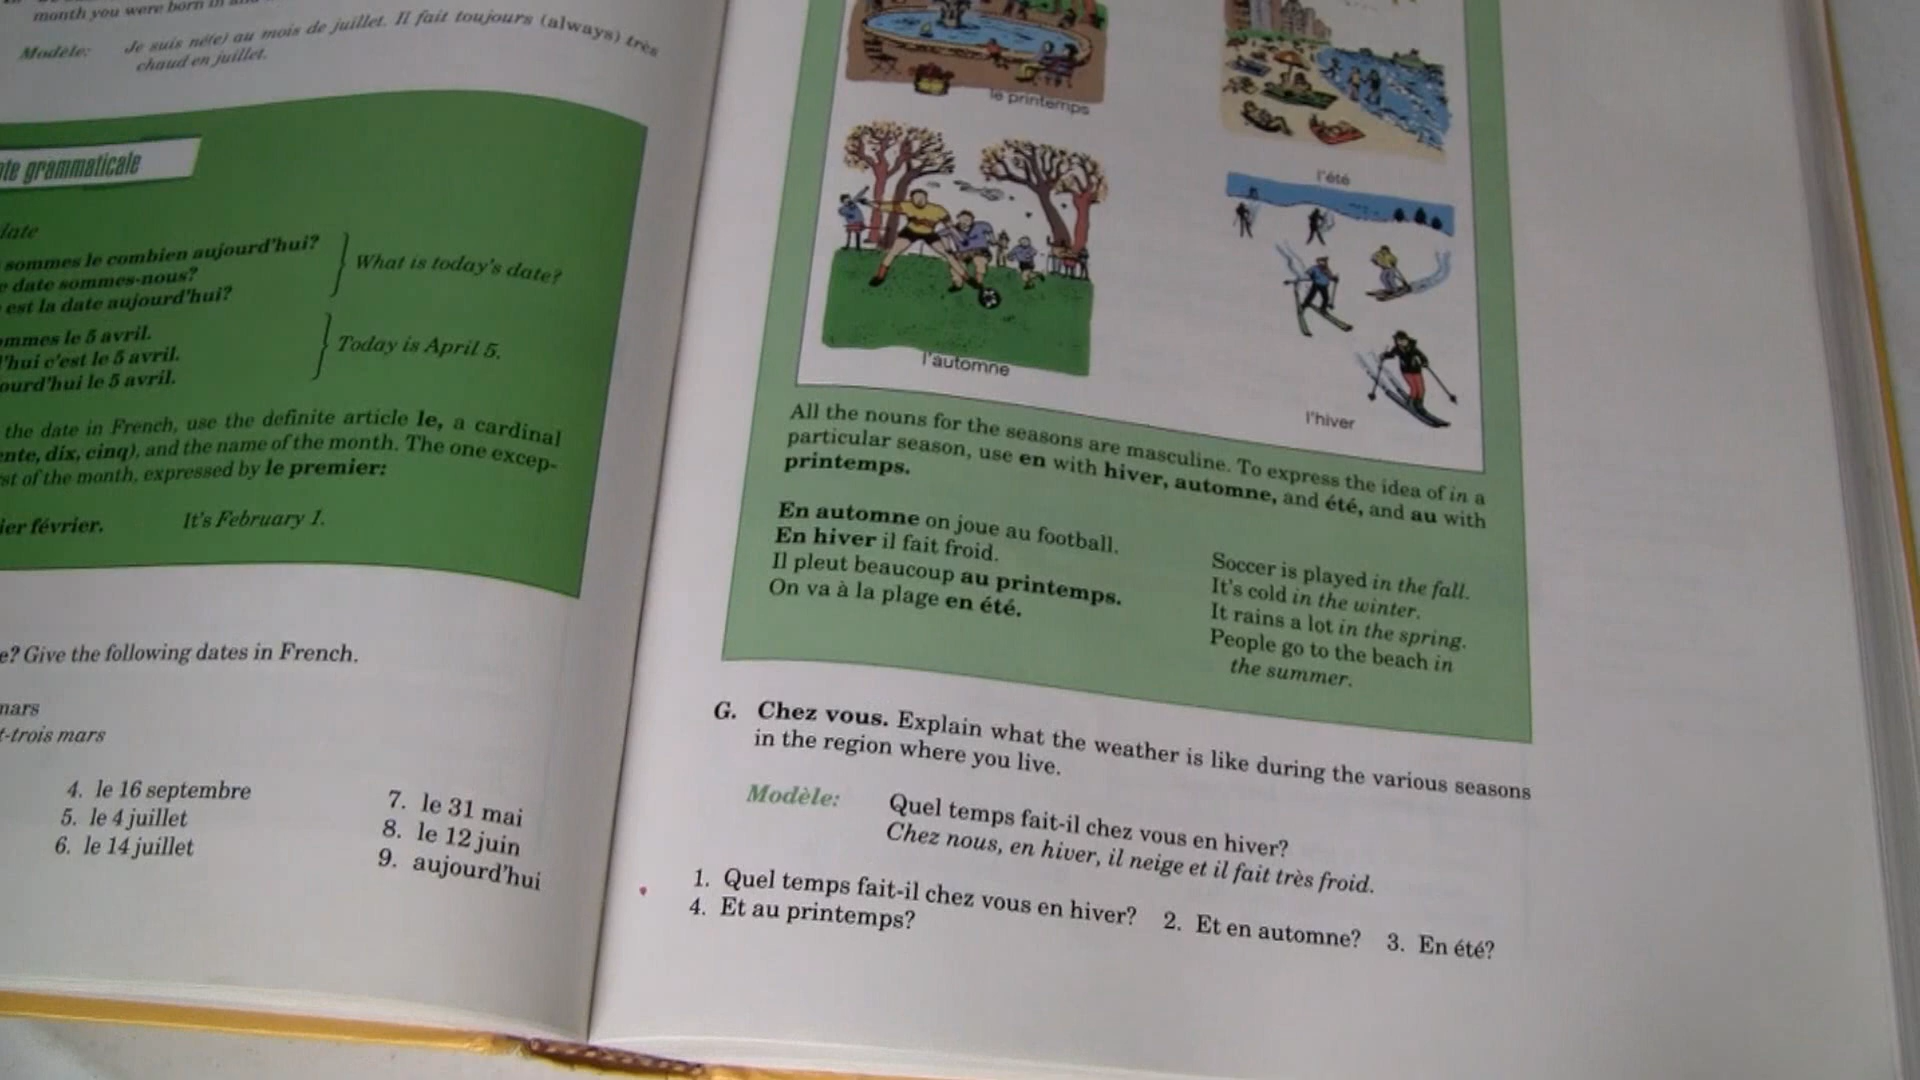 month you were born in
Modèle: Je suis né(e) au mois de juillet. Il fait toujours (always) très
chaud en juillet.
grammaticale
sommes le combien aujourd'hui?
date sommes-nous?
est la date aujourd'hui?
What is today's date?
le 5 avril.
c'est le 5 avril.
le 5 avril.
Today is April 5.
the date in French, use the definite article le, a cardinal
dix, cinq), and the name of the month. The one excep-
of the month, expressed by le premier:
février. It's February 1.
Give the following dates in French.
mars
-trois mars
4. le 16 septembre
5. le 4 juillet
6. le 14 juillet
7. le 31 mai
8. le 12 juin
9. aujourd'hui
le printemps
l'été
l'automne
l'hiver
All the nouns for the seasons are masculine. To express the idea of in a
particular season, use en with hiver, automne, and été, and au with
printemps.
En automne on joue au football.
En hiver il fait froid.
Il pleut beaucoup au printemps.
On va à la plage en été.
Soccer is played in the fall.
It's cold in the winter.
It rains a lot in the spring.
People go to the beach in
the summer.
G. Chez vous. Explain what the weather is like during the various seasons
in the region where you live.
Modèle: Quel temps fait-il chez vous en hiver?
Chez nous, en hiver, il neige et il fait très froid.
1. Quel temps fait-il chez vous en hiver? 2. Et en automne? 3. En été?
4. Et au printemps?